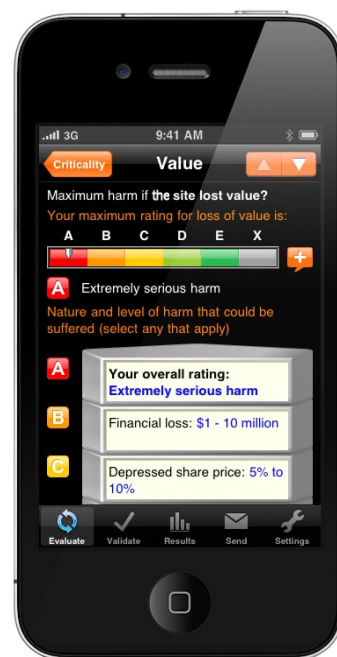 3G 9:41 AM
Criticality Value
Maximum harm if the site lost value?
Your maximum rating for loss of value is:
A B C D E X
A Extremely serious harm
Nature and level of harm that could be
suffered (select any that apply)
A
Your overall rating:
Extremely serious harm
B
Financial loss: $1 - 10 million
C
Depressed share price: 5% to
10%
Evaluate Validate Results Send Settings